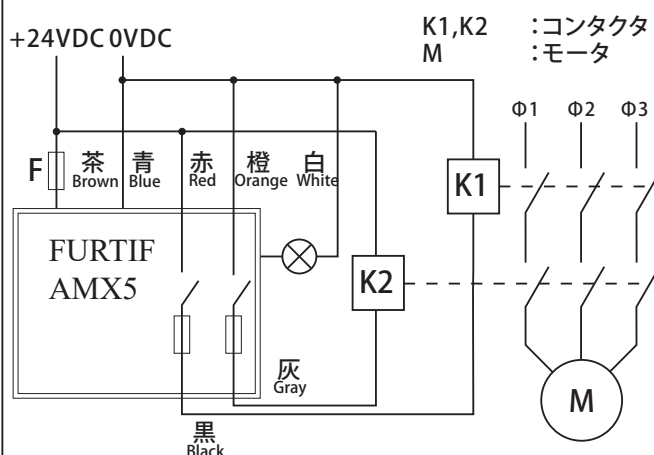 K1,K2 :コンタクタ
M :モータ
+24VDC 0VDC
Φ1 Φ2 Φ3
F
茶 青 赤 橙 白
Brown Blue Red Orange White
K1
FURTIF
AMX5
K2
灰
Gray
M
黒
Black